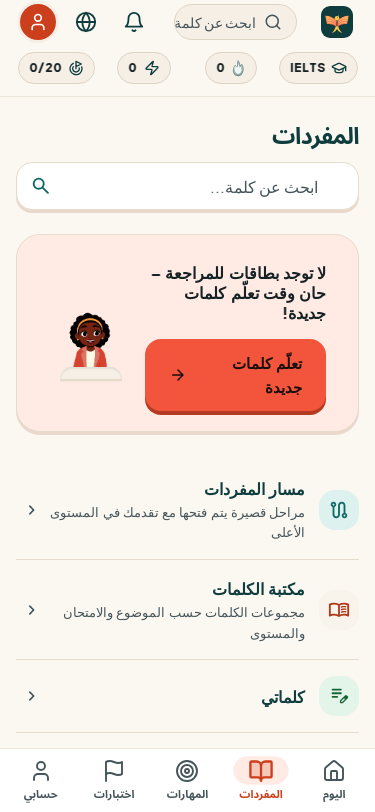 ابحث عن كلمة
IELTS
0
0
0/20
المفردات
ابحث عن كلمة...
لا توجد بطاقات للمراجعة –
حان وقت تعلّم كلمات
جديدة!
تعلّم كلمات
جديدة
مسار المفردات
مراحل قصيرة يتم فتحها مع تقدمك في المستوى
الأعلى
مكتبة الكلمات
مجموعات الكلمات حسب الموضوع والامتحان
والمستوى
كلماتي
اليوم
المفردات
المهارات
اختبارات
حسابي